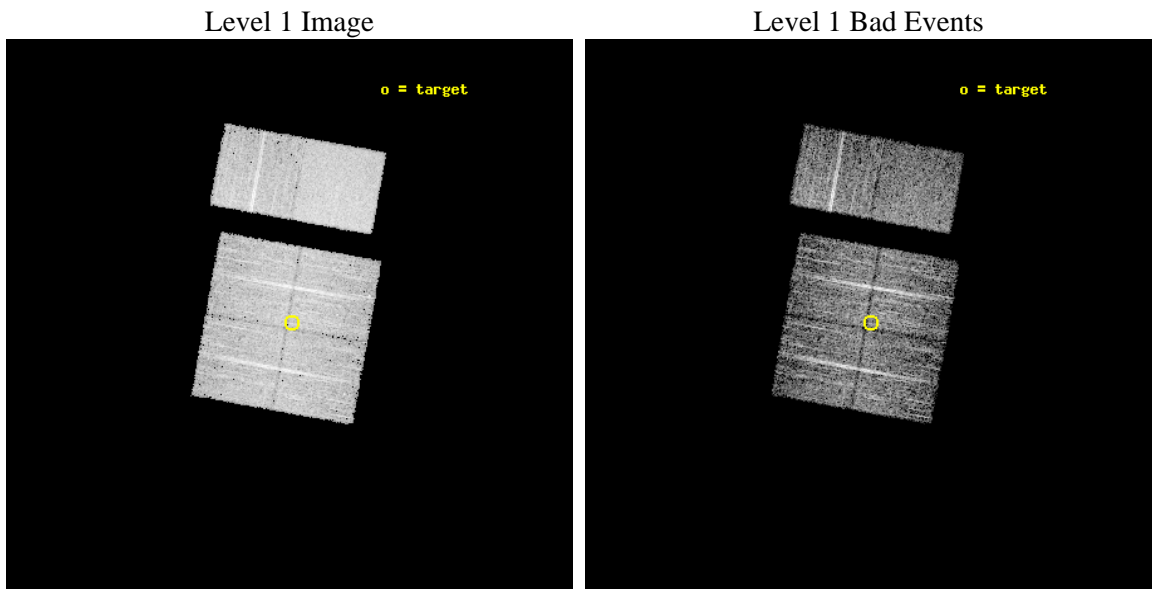 Level 1 Image
Level 1 Bad Events
o = target
o = target